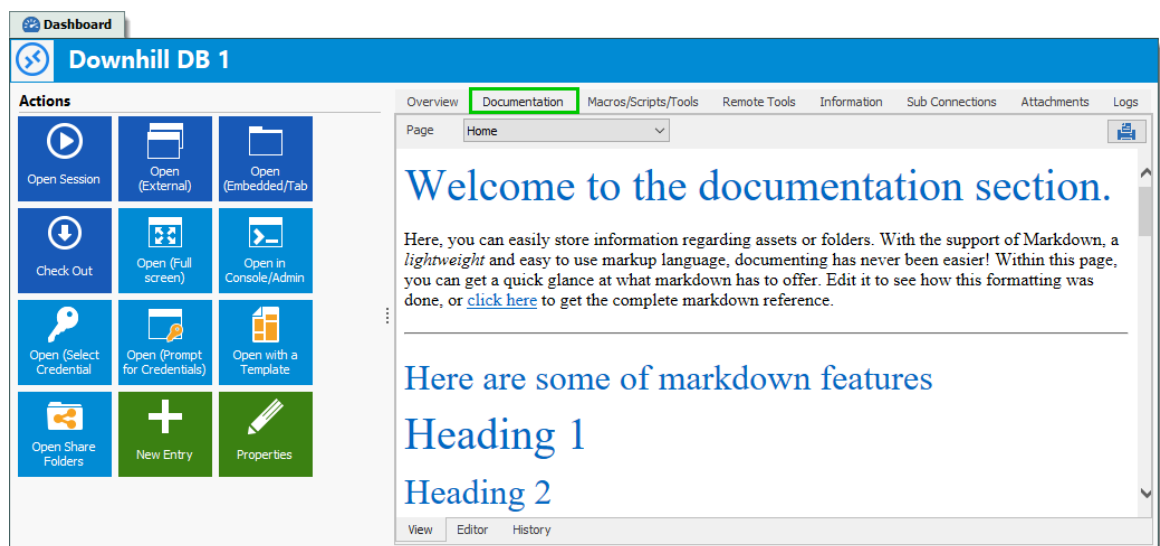 Dashboard
Downhill DB 1
Actions
Open Session
Open
(External)
Open
(Embedded/Tab
Check Out
Open (Full
screen)
Open in
Console/Admin
Open (Select
Credential
Open (Prompt
for Credentials)
Open with a
Template
Open Share
Folders
New Entry
Properties
Overview Documentation Macros/Scripts/Tools Remote Tools Information Sub Connections Attachments Logs
Page Home
Welcome to the documentation section.
Here, you can easily store information regarding assets or folders. With the support of Markdown, a
lightweight and easy to use markup language, documenting has never been easier! Within this page,
you can get a quick glance at what markdown has to offer. Edit it to see how this formatting was
done, or click here to get the complete markdown reference.
Here are some of markdown features
Heading 1
Heading 2
View Editor History